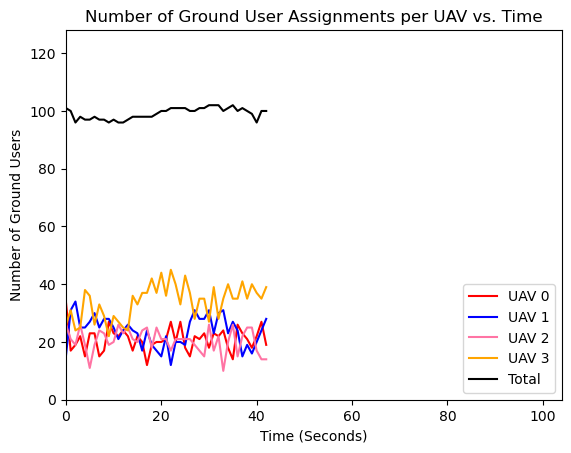 Number of Ground User Assignments per UAV vs. Time
Number of Ground Users
120
100
80
60
40
20
0
0 20 40 60 80 100
Time (Seconds)
UAV 0
UAV 1
UAV 2
UAV 3
Total